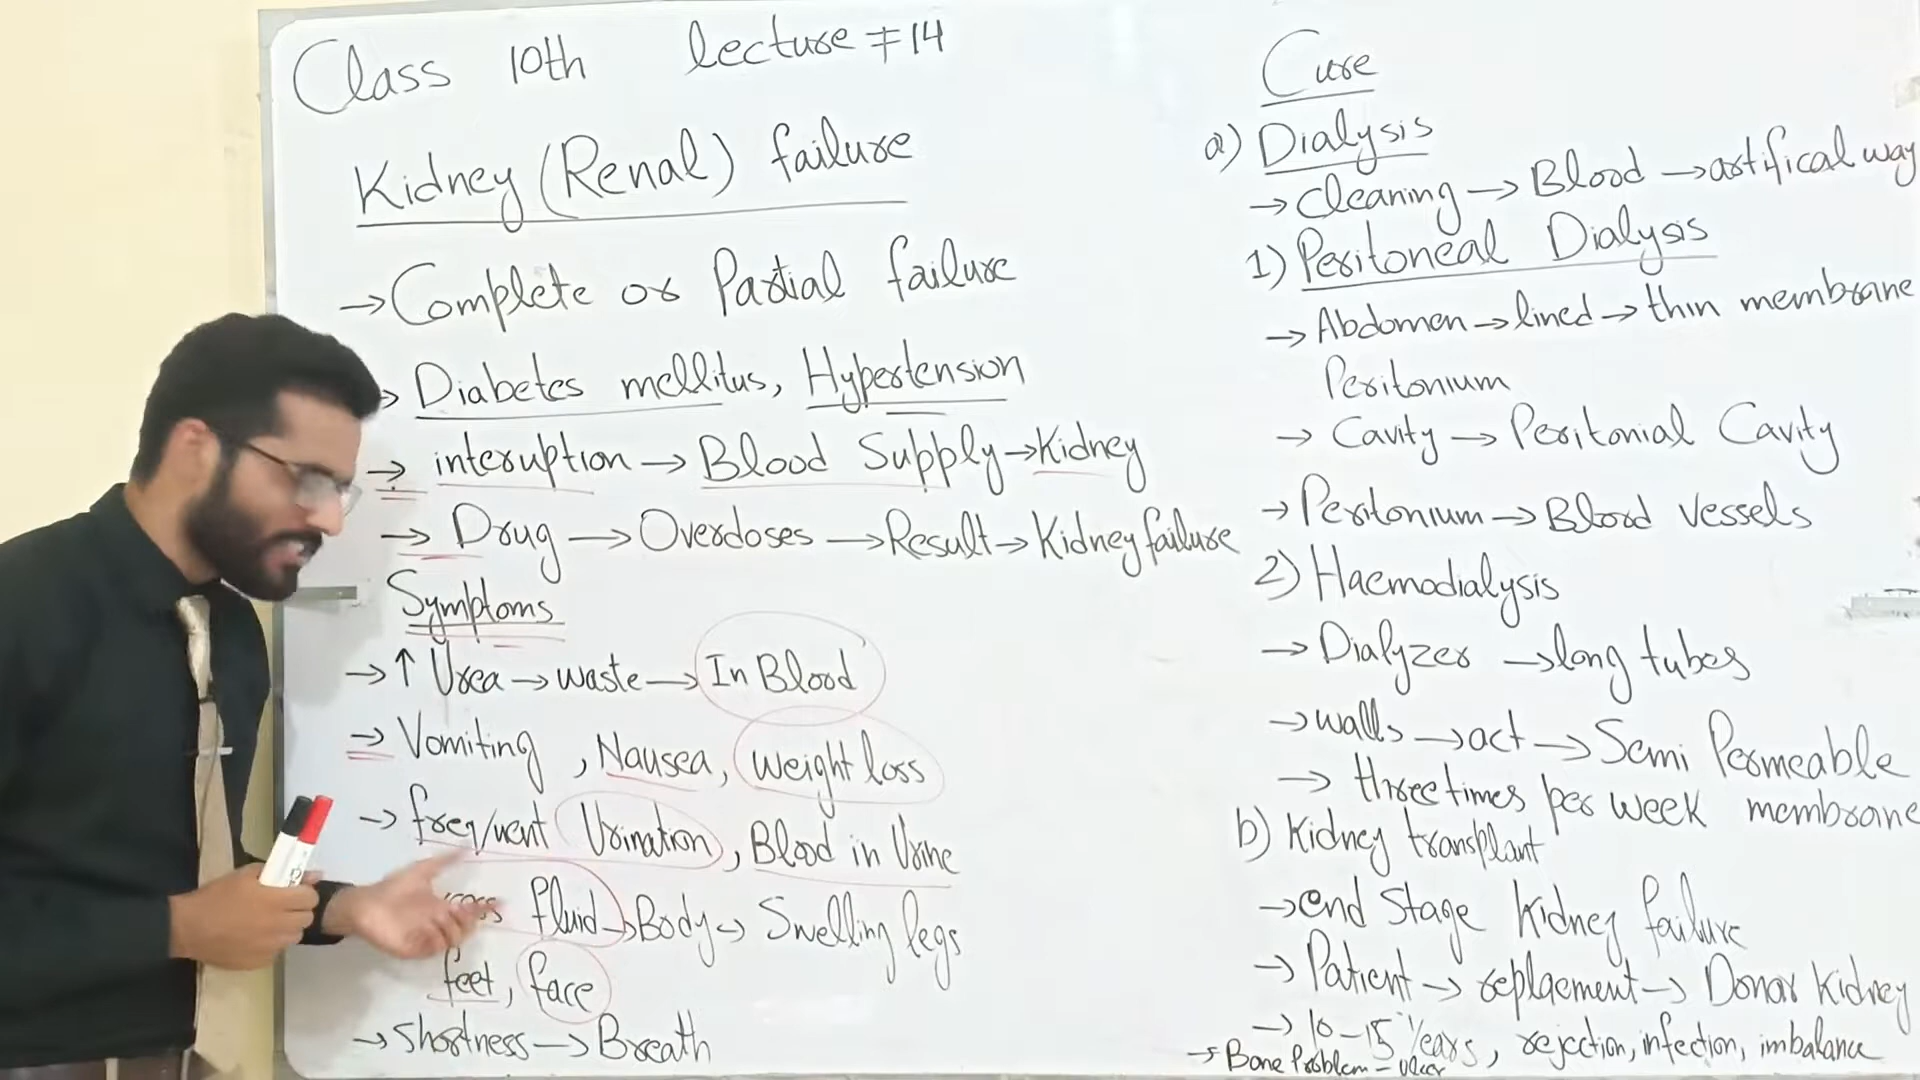 Class 10th lecture #14
Kidney (Renal) failure
→ Complete or Partial failure
→ Diabetes mellitus, Hypertension
→ interuption → Blood Supply → Kidney
→ Drug → Overdoses → Result → Kidney failure
Symptoms
→ ↑ Urea → waste → In Blood
→ Vomiting, Nausea, weight loss
→ frequent Urination, Blood in Urine
fluid → Body → Swelling legs
feet, face
→ Shortness → Breath
Cure
a) Dialysis
→ Cleaning → Blood → artifical way
1) Peritoneal Dialysis
→ Abdomen → lined → thin membrane
Peritonium
→ Cavity → Peritonial Cavity
→ Peritonium → Blood vessels
2) Haemodialysis
→ Dialyzer → long tubes
→ walls → act → Semi Permeable
→ three times per week membrane
b) Kidney transplant
→ end Stage Kidney failure
→ Patient → replaement → Donar Kidney
→ 10-15 Years, rejection, infection, imbalance
→ Bone Problem - Ulcer